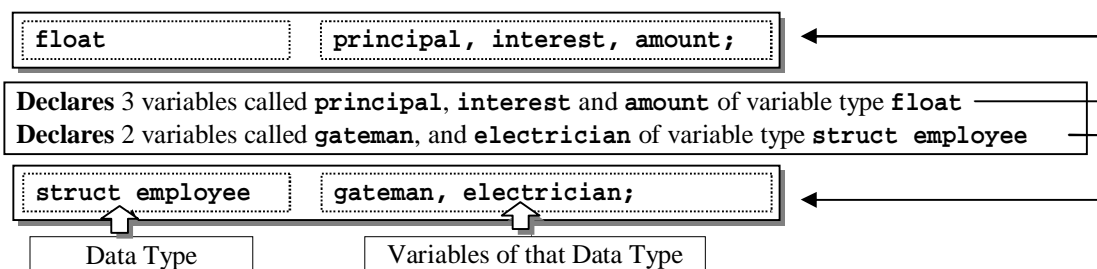 float principal, interest, amount;
Declares 3 variables called principal, interest and amount of variable type float
Declares 2 variables called gateman, and electrician of variable type struct employee
struct employee gateman, electrician;
Data Type Variables of that Data Type